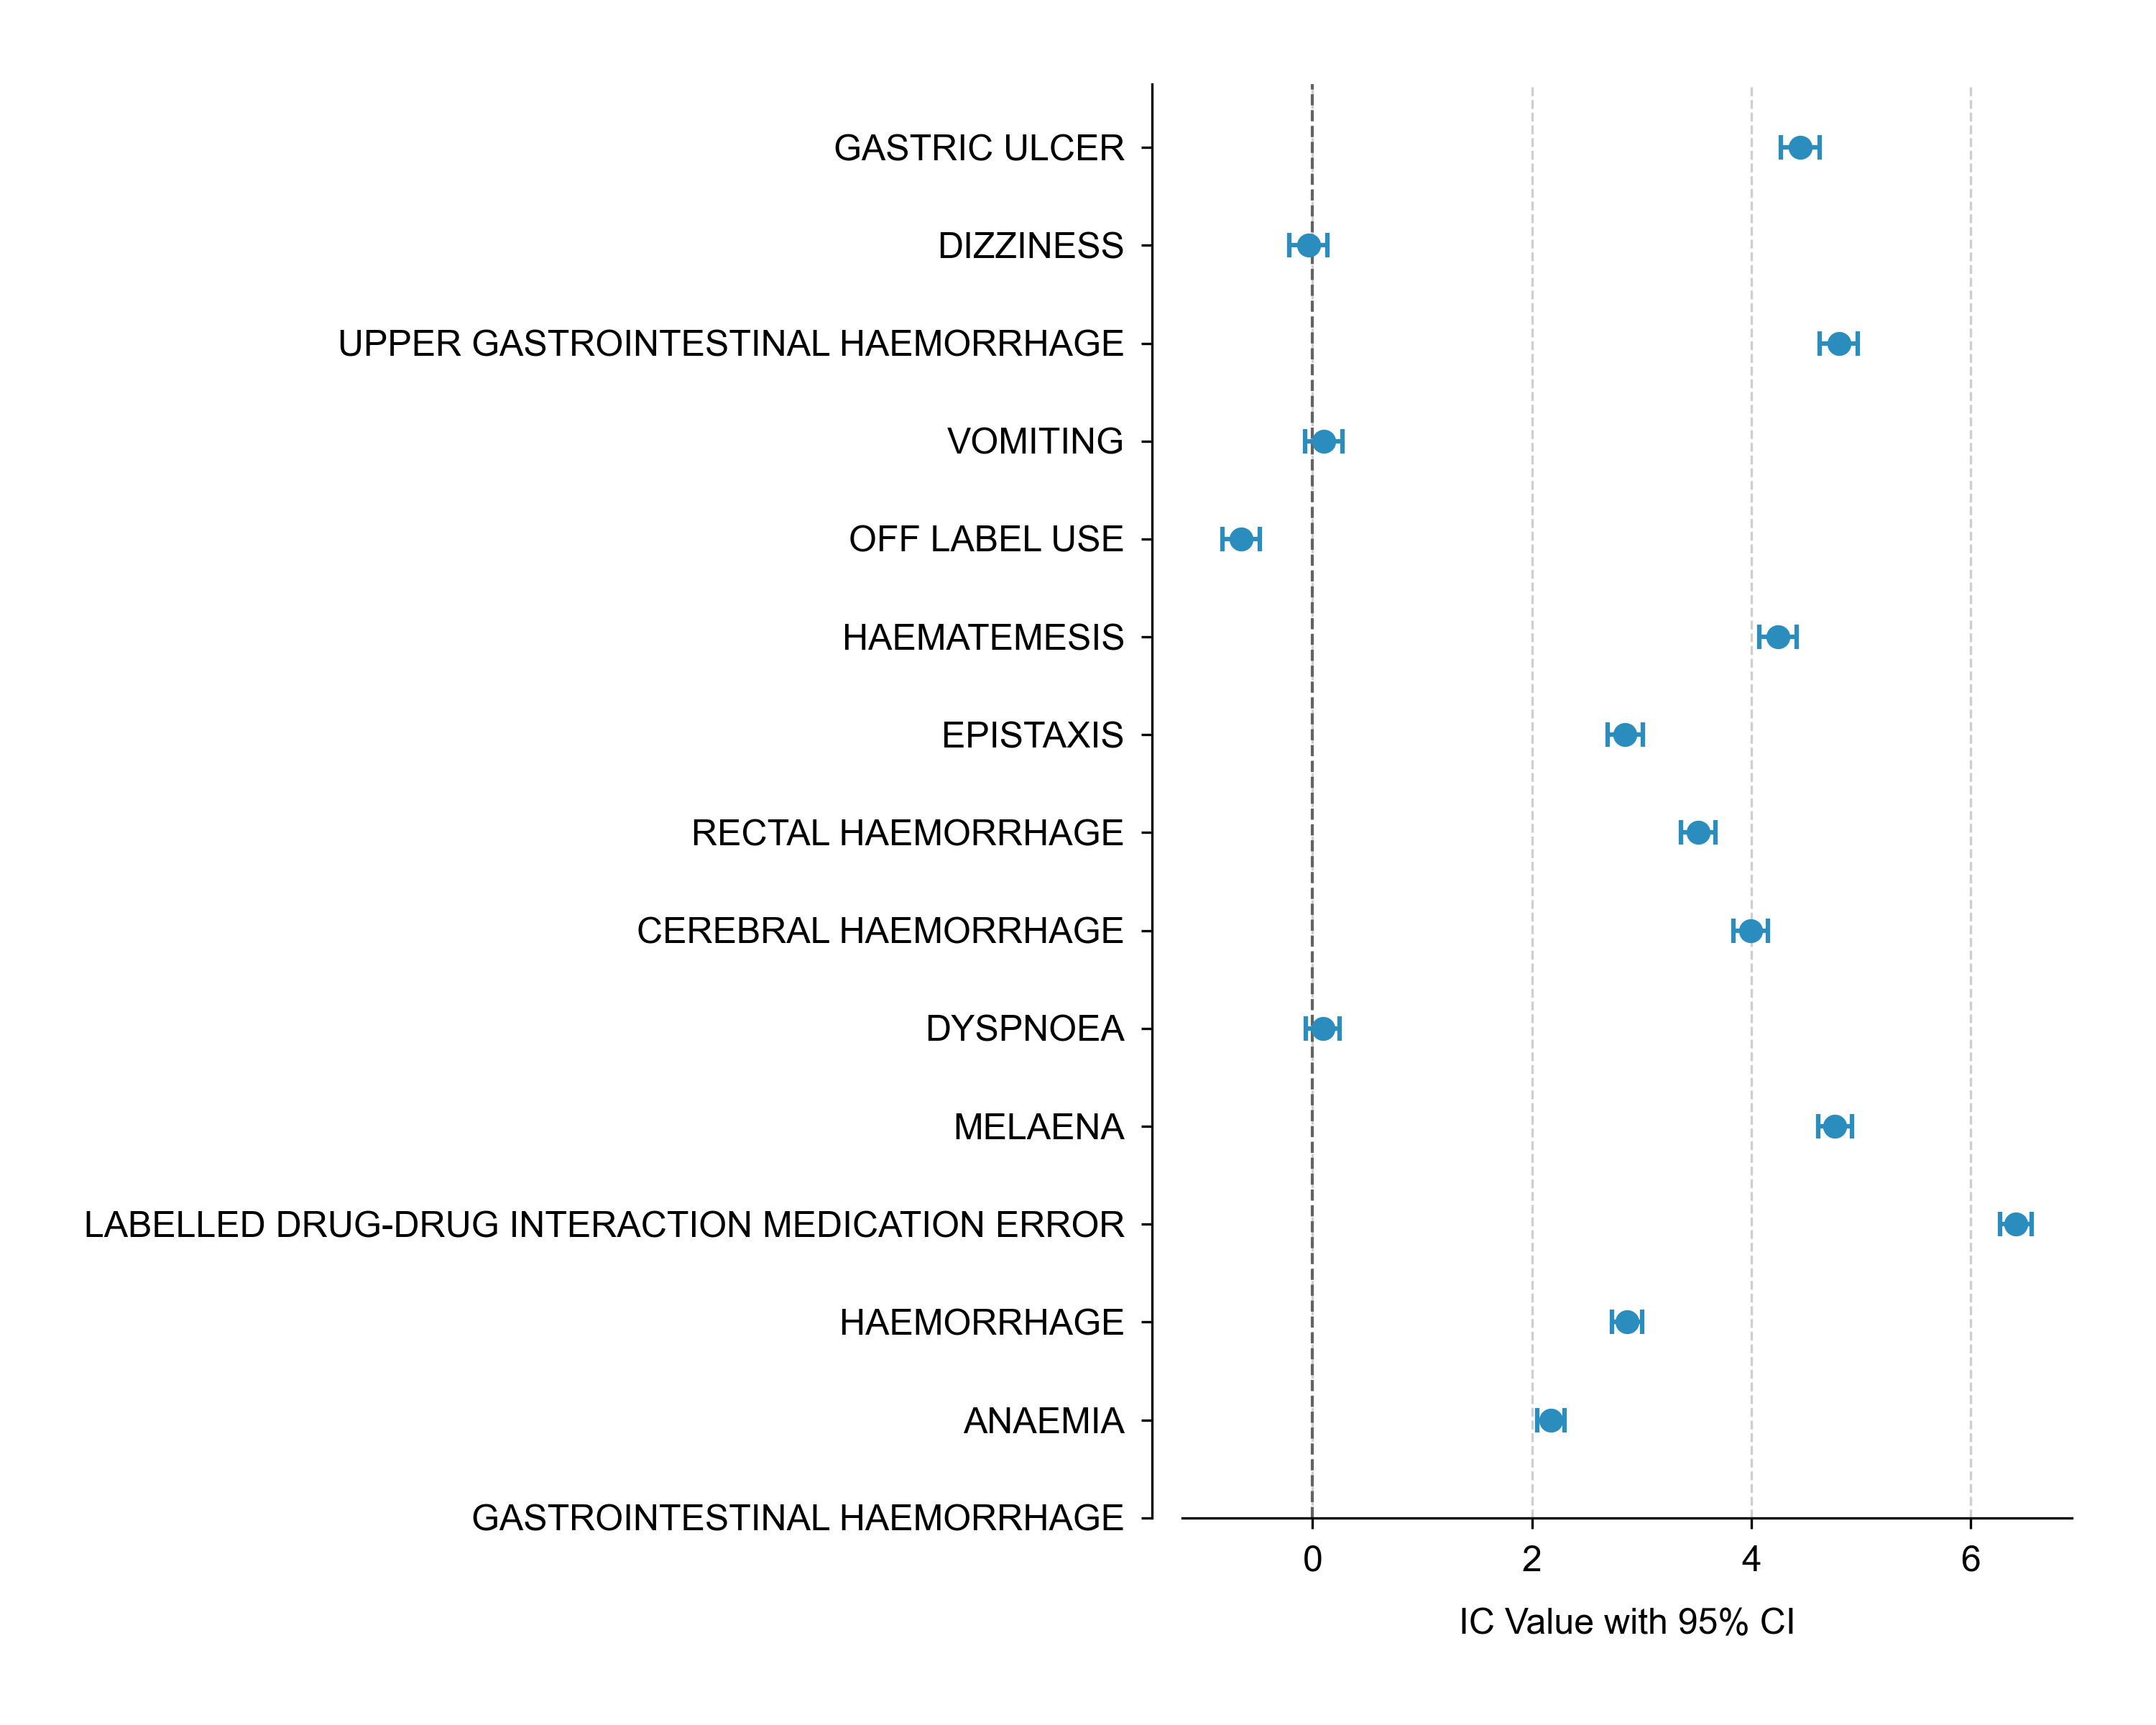 GASTRIC ULCER
DIZZINESS
UPPER GASTROINTESTINAL HAEMORRHAGE
VOMITING
OFF LABEL USE
HAEMATEMESIS
EPISTAXIS
RECTAL HAEMORRHAGE
CEREBRAL HAEMORRHAGE
DYSPNOEA
MELAENA
LABELLED DRUG-DRUG INTERACTION MEDICATION ERROR
HAEMORRHAGE
ANAEMIA
GASTROINTESTINAL HAEMORRHAGE
0 2 4 6
IC Value with 95% CI